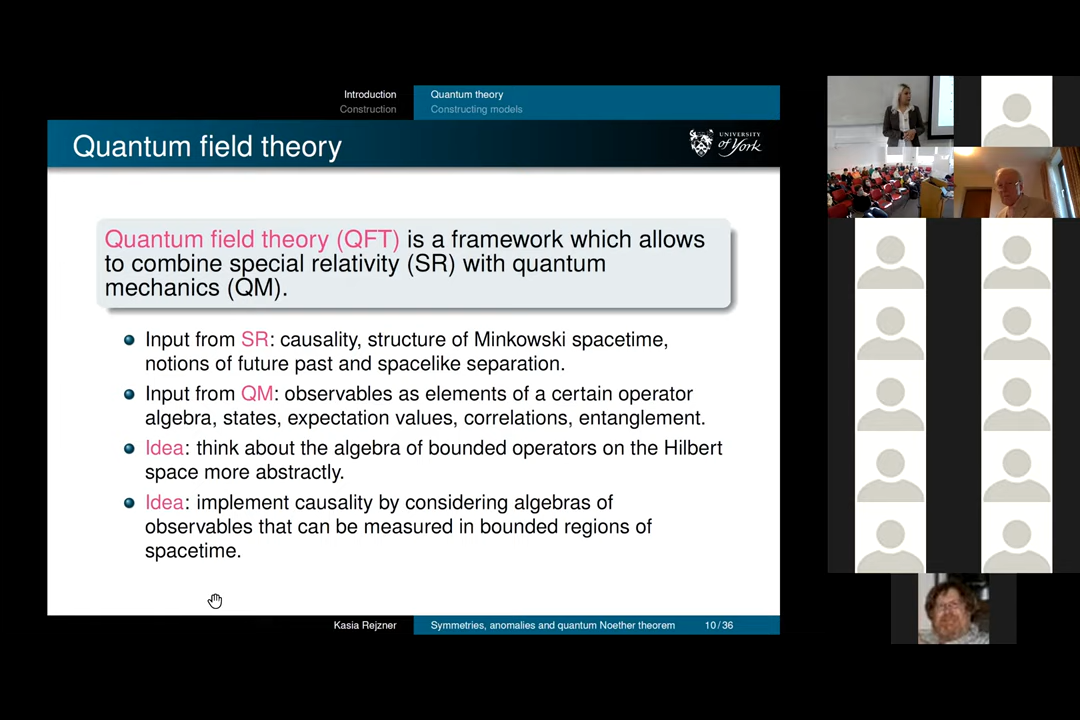 Introduction
Construction
Quantum theory
Constructing models
Quantum field theory
UNIVERSITY
of York
Quantum field theory (QFT) is a framework which allows
to combine special relativity (SR) with quantum
mechanics (QM).
Input from SR: causality, structure of Minkowski spacetime,
notions of future past and spacelike separation.
Input from QM: observables as elements of a certain operator
algebra, states, expectation values, correlations, entanglement.
Idea: think about the algebra of bounded operators on the Hilbert
space more abstractly.
Idea: implement causality by considering algebras of
observables that can be measured in bounded regions of
spacetime.
Kasia Rejzner
Symmetries, anomalies and quantum Noether theorem
10/36